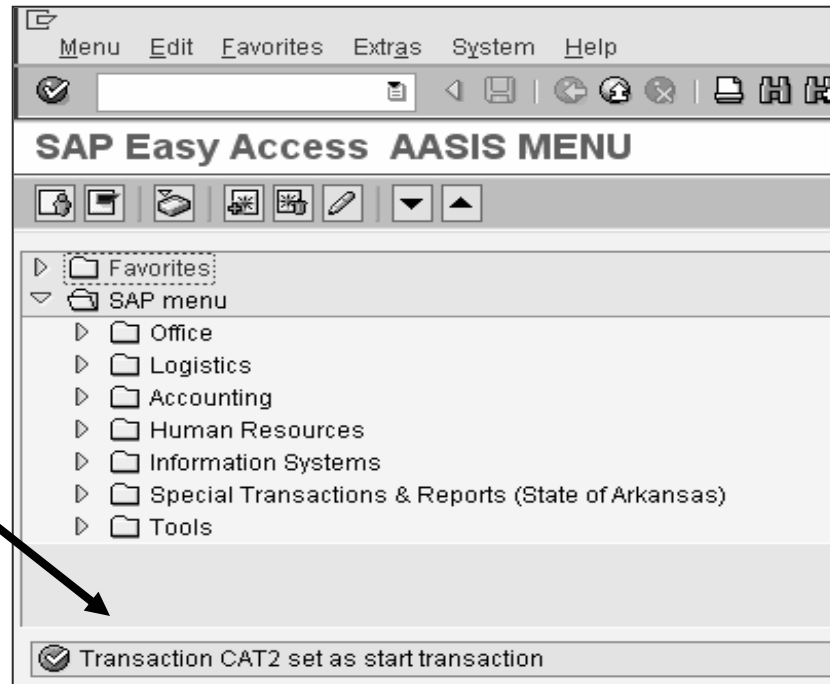 Menu Edit Favorites Extras System Help
SAP Easy Access AASIS MENU
Favorites
SAP menu
Office
Logistics
Accounting
Human Resources
Information Systems
Special Transactions & Reports (State of Arkansas)
Tools
Transaction CAT2 set as start transaction